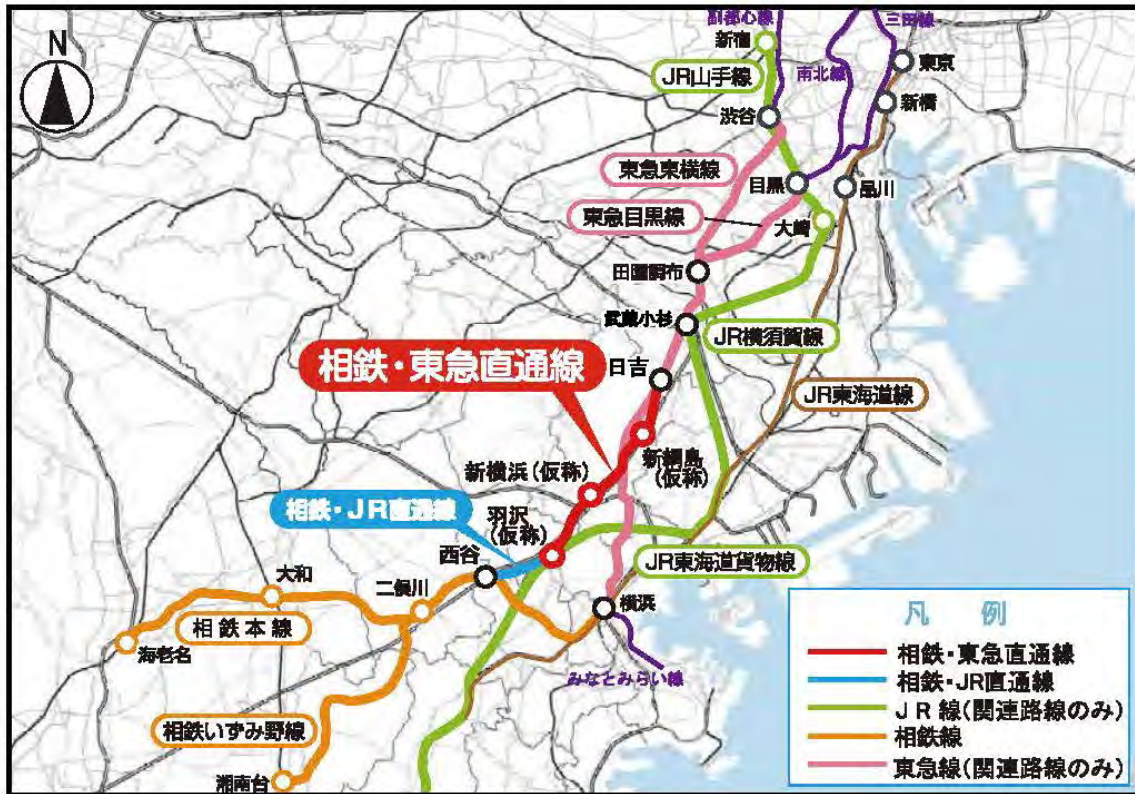 N
副都心線
三田線
新宿
東京
JR山手線
南北線
新橋
渋谷
東急東横線
目黒
品川
東急目黒線
大崎
田園調布
武蔵小杉
JR横須賀線
相鉄・東急直通線
日吉
JR東海道線
新綱島
(仮称)
新横浜(仮称)
相鉄・JR直通線
羽沢
(仮称)
西谷
JR東海道貨物線
大和
二俣川
横浜
相鉄本線
海老名
みなとみらい線
相鉄いずみ野線
湘南台
凡 例
相鉄・東急直通線
相鉄・JR直通線
JR線(関連路線のみ)
相鉄線
東急線(関連路線のみ)